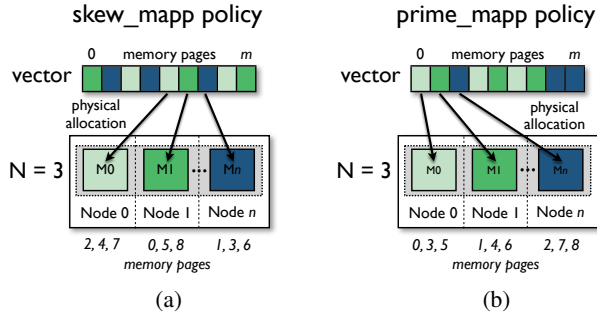 skew_mapp policy
0 memory pages m
vector
physical allocation
N = 3
M0 M1 ... Mn
Node 0 Node 1 Node n
2, 4, 7 0, 5, 8 1, 3, 6
memory pages
(a)
prime_mapp policy
0 memory pages m
vector
physical allocation
N = 3
M0 M1 ... Mn
Node 0 Node 1 Node n
0, 3, 5 1, 4, 6 2, 7, 8
memory pages
(b)